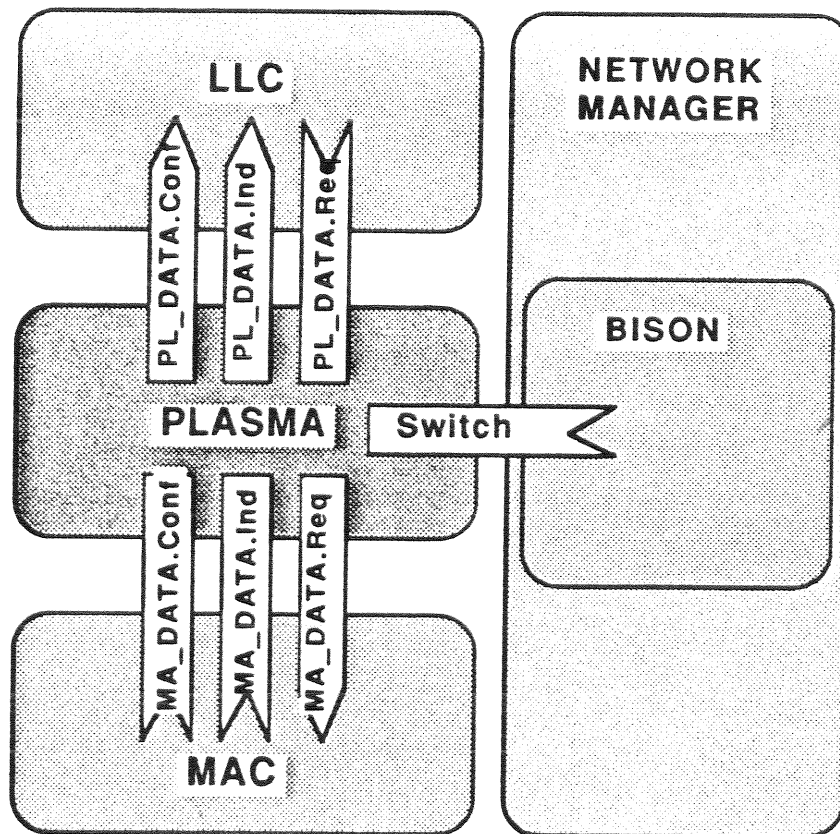 LLC
NETWORK
MANAGER
PL_DATA.Conf
PL_DATA.Ind
PL_DATA.Req
BISON
PLASMA
Switch
MA_DATA.Conf
MA_DATA.Ind
MA_DATA.Req
MAC